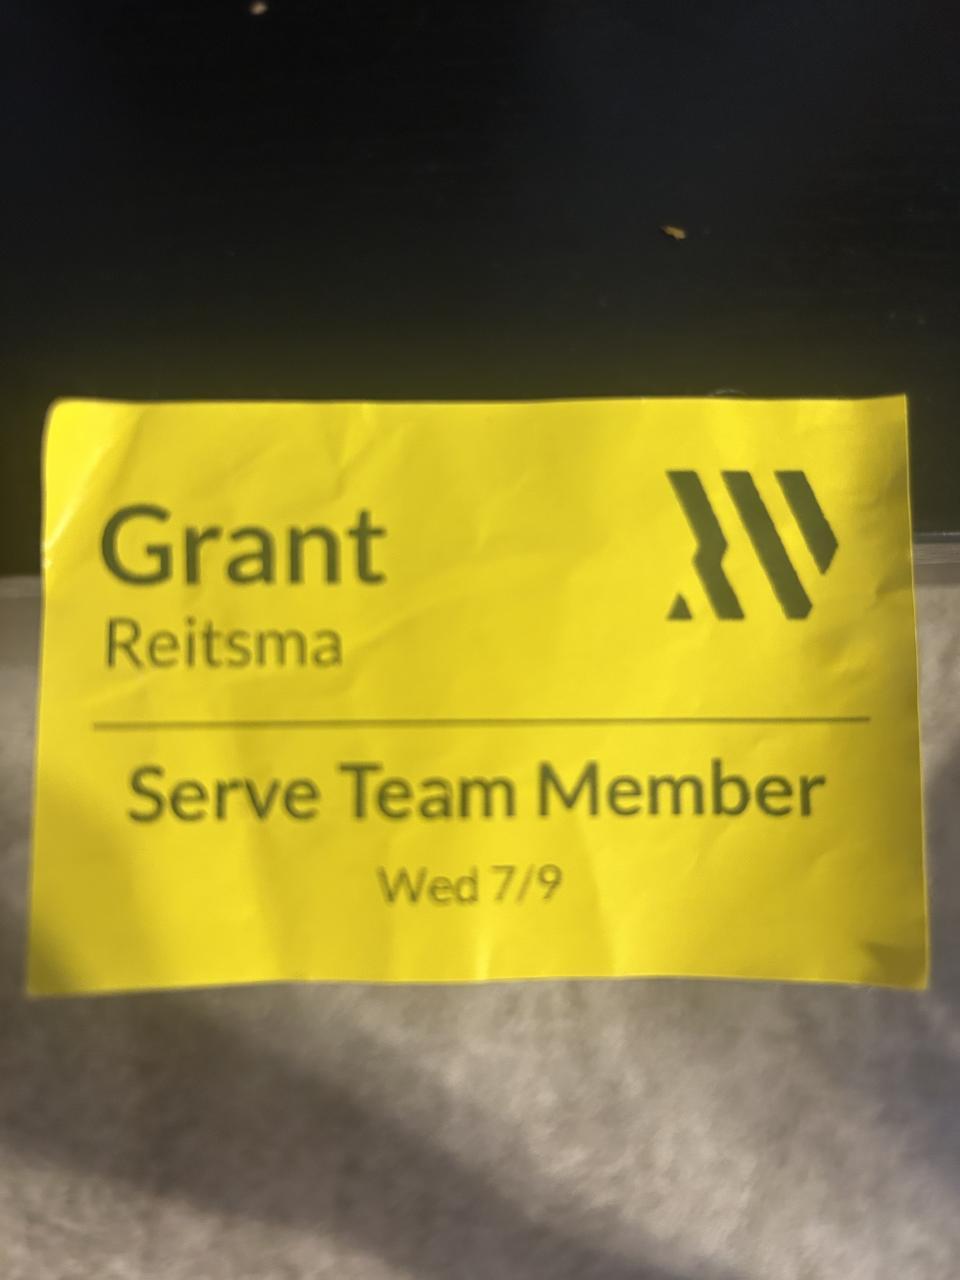 Grant
Reitsma
Serve Team Member
Wed 7/9